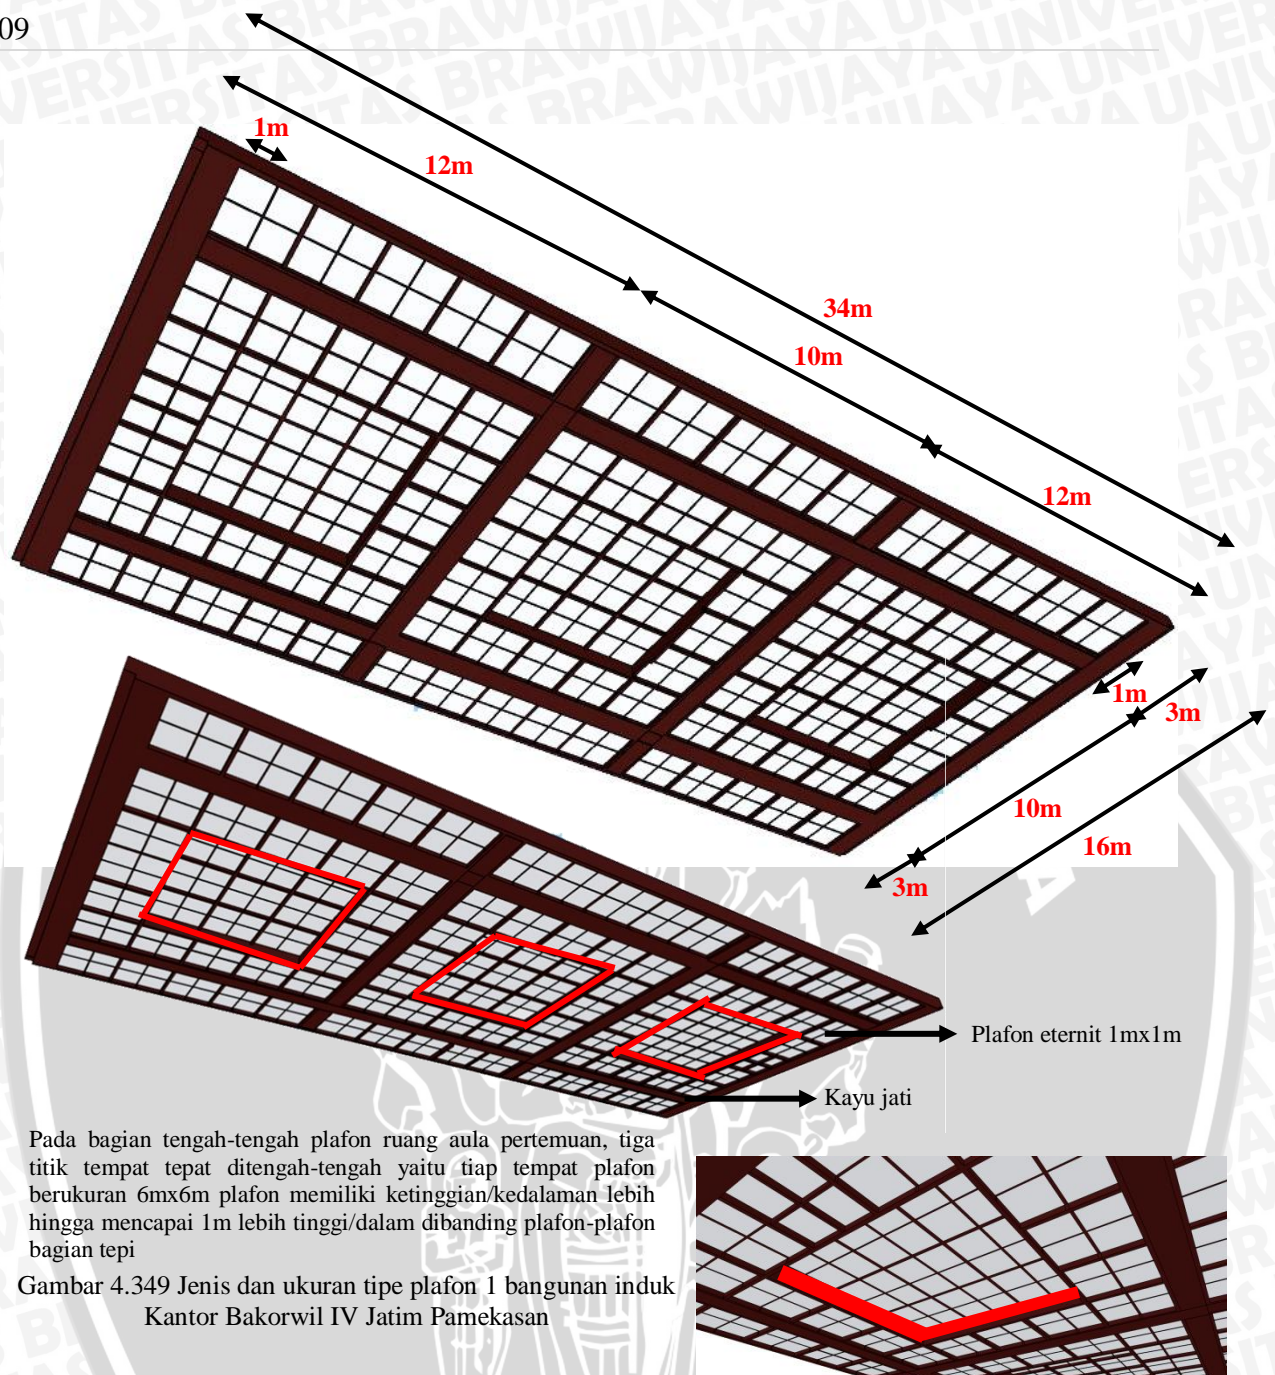 09
1m
12m
34m
10m
12m
1m
3m
10m
16m
3m
Plafon eternit 1mx1m
Kayu jati
Pada bagian tengah-tengah plafon ruang aula pertemuan, tiga
titik tempat tepat ditengah-tengah yaitu tiap tempat plafon
berukuran 6mx6m plafon memiliki ketinggian/kedalaman lebih
hingga mencapai 1m lebih tinggi/dalam dibanding plafon-plafon
bagian tepi
Gambar 4.349 Jenis dan ukuran tipe plafon 1 bangunan induk
Kantor Bakorwil IV Jatim Pamekasan